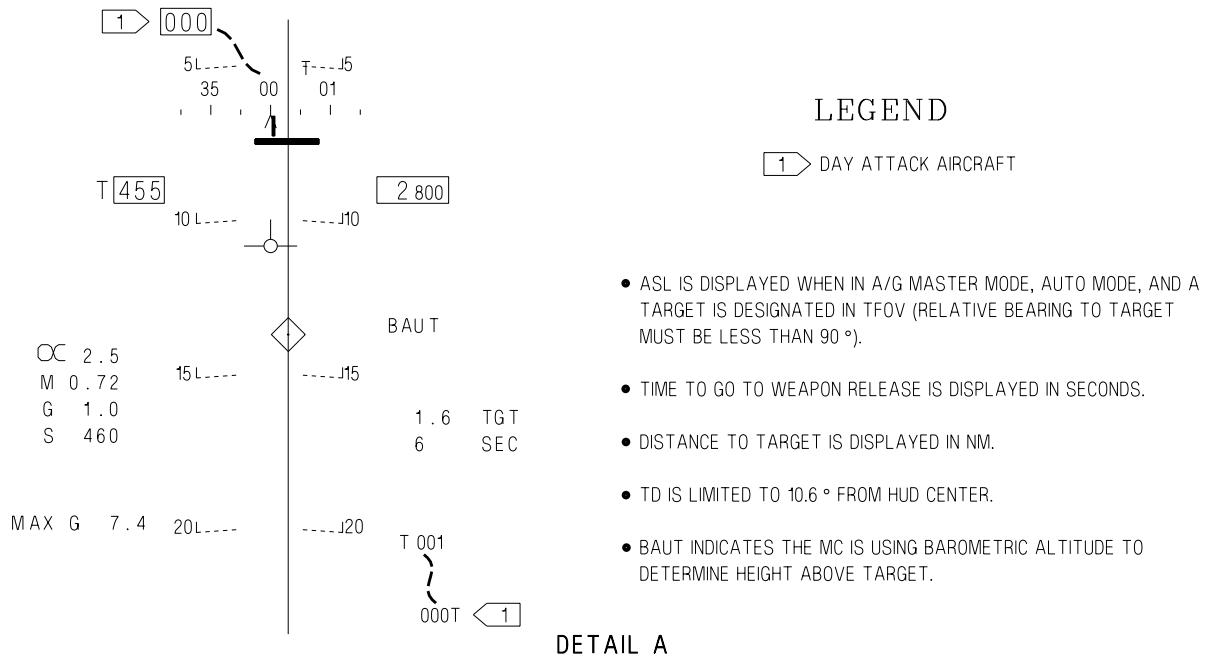 1 000
5 5
35 00 01
T 455 2 800
10 10
BAUT
α 2.5
M 0.72
G 1.0
S 460
15 15
1.6 TGT
6 SEC
MAX G 7.4
20 20
T 001
000T 1
LEGEND
1 DAY ATTACK AIRCRAFT
• ASL IS DISPLAYED WHEN IN A/G MASTER MODE, AUTO MODE, AND A
TARGET IS DESIGNATED IN TFOV (RELATIVE BEARING TO TARGET
MUST BE LESS THAN 90 °).
• TIME TO GO TO WEAPON RELEASE IS DISPLAYED IN SECONDS.
• DISTANCE TO TARGET IS DISPLAYED IN NM.
• TD IS LIMITED TO 10.6 ° FROM HUD CENTER.
• BAUT INDICATES THE MC IS USING BAROMETRIC ALTITUDE TO
DETERMINE HEIGHT ABOVE TARGET.
DETAIL A